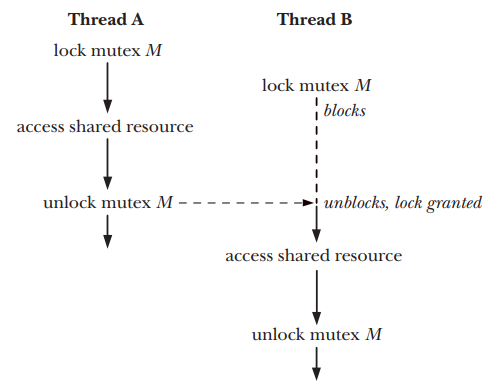 Thread A
Thread B
lock mutex M
lock mutex M
blocks
access shared resource
unlock mutex M
unblocks, lock granted
access shared resource
unlock mutex M